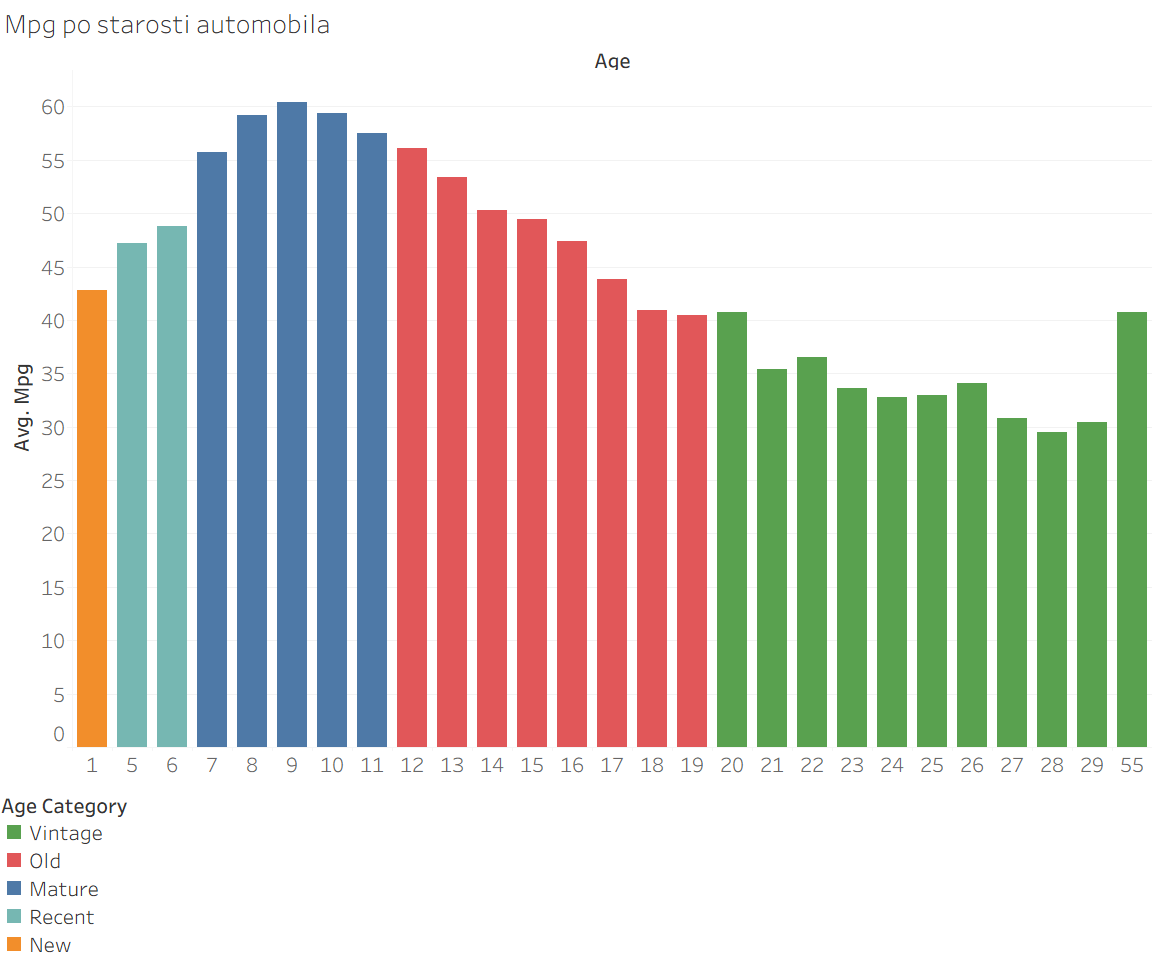 Mpg po starosti automobila
Age
60
55
50
45
40
35
30
25
20
15
10
5
0
Avg. Mpg
1 5 6 7 8 9 10 11 12 13 14 15 16 17 18 19 20 21 22 23 24 25 26 27 28 29 55
Age Category
Vintage
Old
Mature
Recent
New